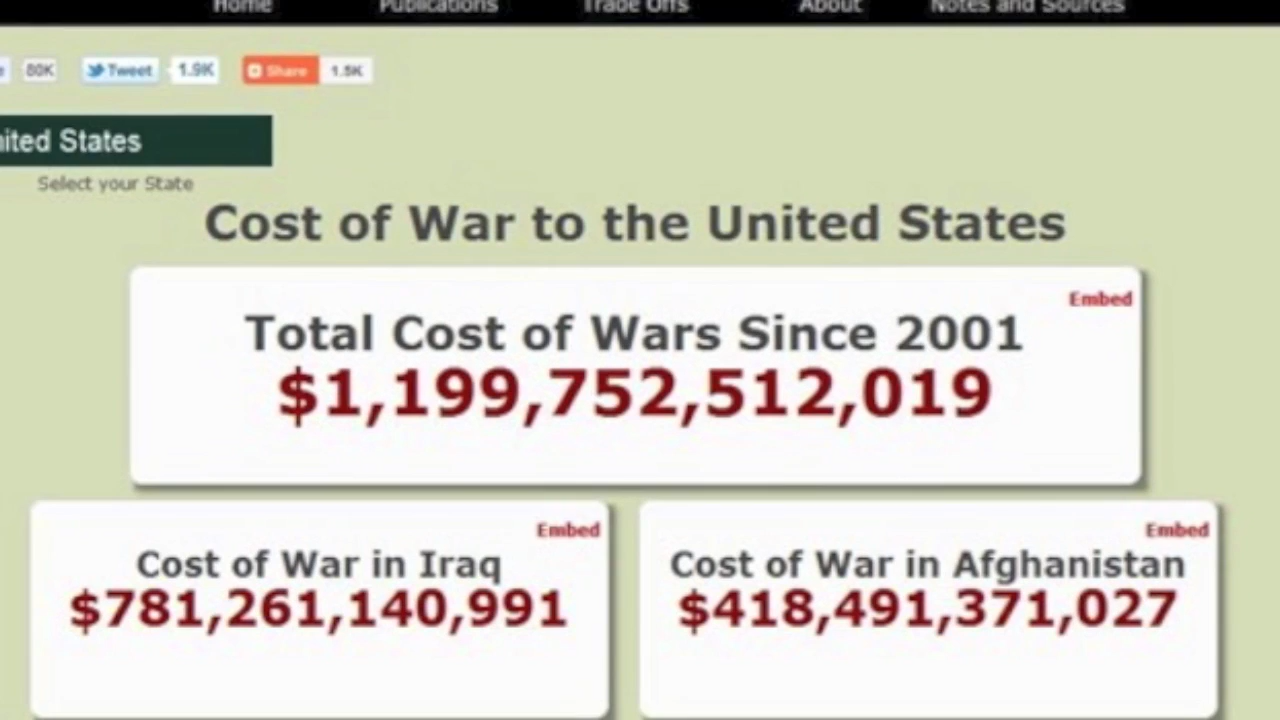 Home Publications Trade Offs About Notes and Sources
80K Tweet 1.9K Share 1.5K
United States
Select your State
Cost of War to the United States
Embed
Total Cost of Wars Since 2001
$1,199,752,512,019
Embed
Cost of War in Iraq
$781,261,140,991
Embed
Cost of War in Afghanistan
$418,491,371,027